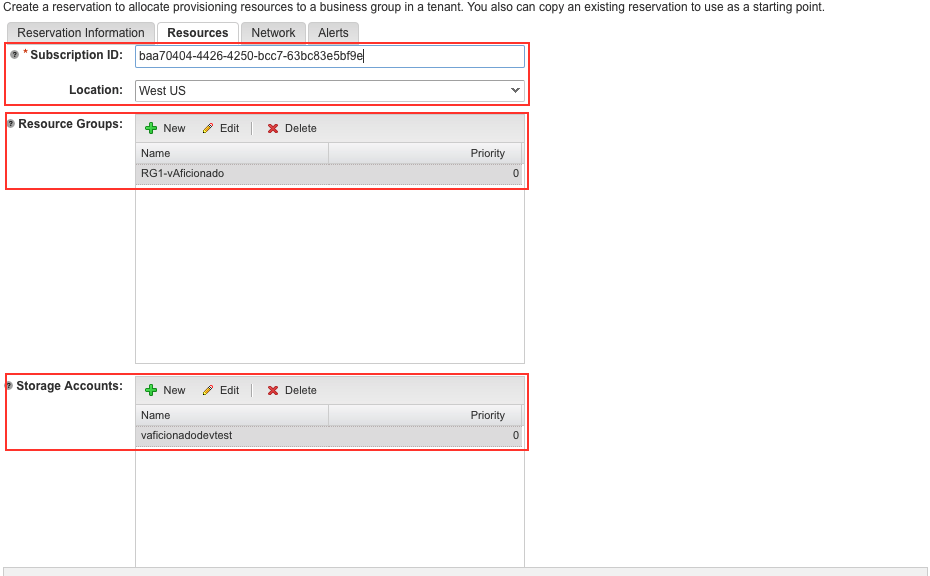 Create a reservation to allocate provisioning resources to a business group in a tenant. You also can copy an existing reservation to use as a starting point.
Reservation Information Resources Network Alerts
* Subscription ID: baa70404-4426-4250-bcc7-63bc83e5bf9e
Location: West US
Resource Groups: New Edit Delete
Name Priority
RG1-vAficionado 0
Storage Accounts: New Edit Delete
Name Priority
vaficionadodevtest 0